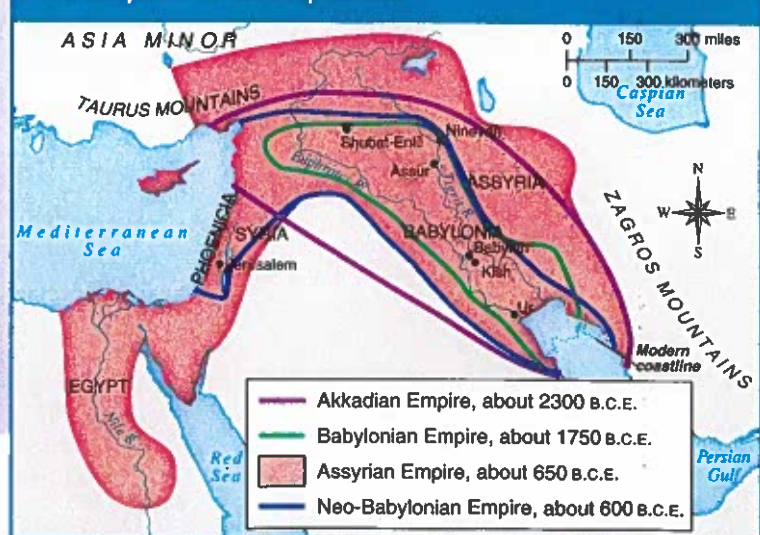 ASIA MINOR
0 150 300 miles
0 150 300 kilometers
Caspian
Sea
TAURUS MOUNTAINS
Shubat-Enlil
Nineveh
Assur
ASSYRIA
Euphrates R.
Tigris R.
N
W E
S
ZAGROS MOUNTAINS
Mediterranean
Sea
PHOENICIA
SYRIA
BABYLONIA
Babylon
Kish
Jerusalem
Ur
Modern
coastline
EGYPT
Nile R.
Red
Sea
Persian
Gulf
Akkadian Empire, about 2300 B.C.E.
Babylonian Empire, about 1750 B.C.E.
Assyrian Empire, about 650 B.C.E.
Neo-Babylonian Empire, about 600 B.C.E.